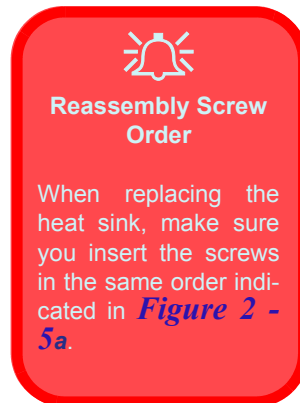 Reassembly Screw
Order
When replacing the
heat sink, make sure
you insert the screws
in the same order indi-
cated in Figure 2 -
5a.